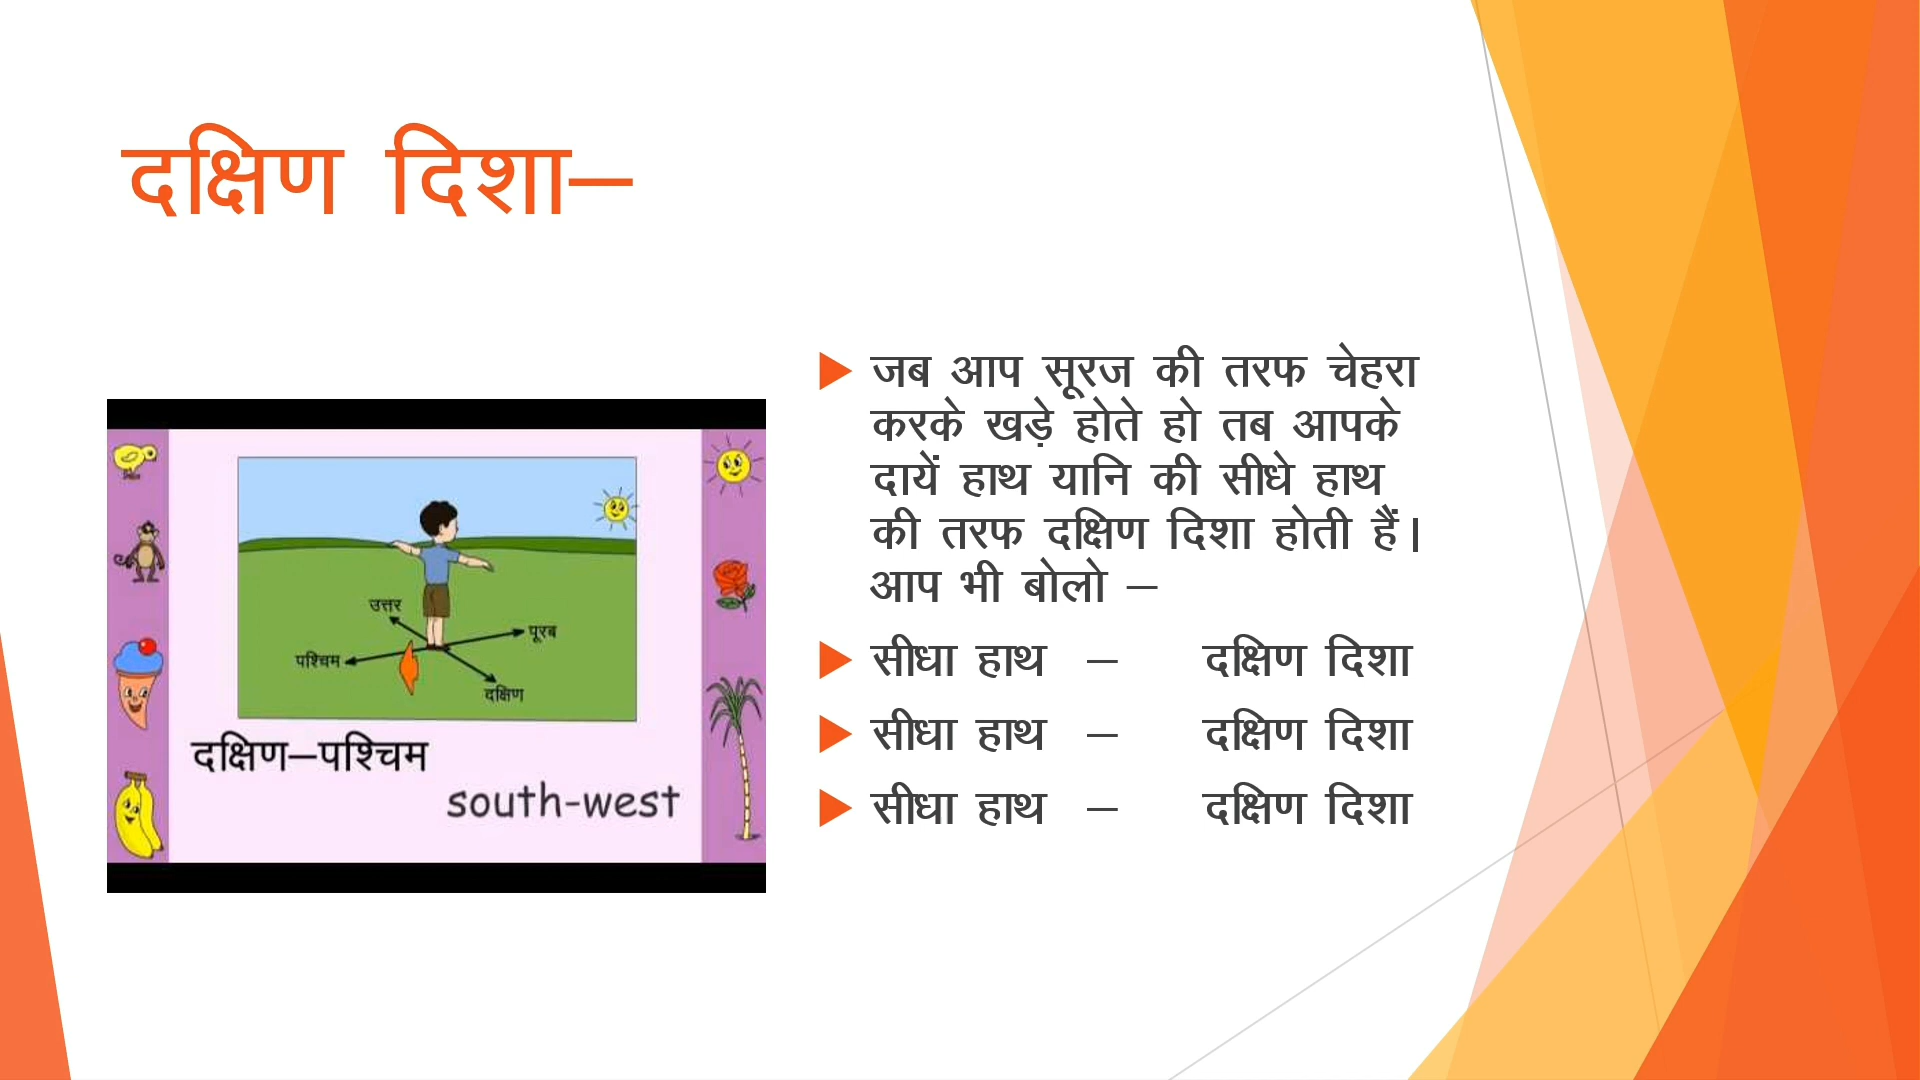 दक्षिण दिशा–
उत्तर
पूरब
पश्चिम
दक्षिण
दक्षिण–पश्चिम
south-west
जब आप सूरज की तरफ चेहरा
करके खड़े होते हो तब आपके
दायें हाथ यानि की सीधे हाथ
की तरफ दक्षिण दिशा होती हैं।
आप भी बोलो –
सीधा हाथ – दक्षिण दिशा
सीधा हाथ – दक्षिण दिशा
सीधा हाथ – दक्षिण दिशा